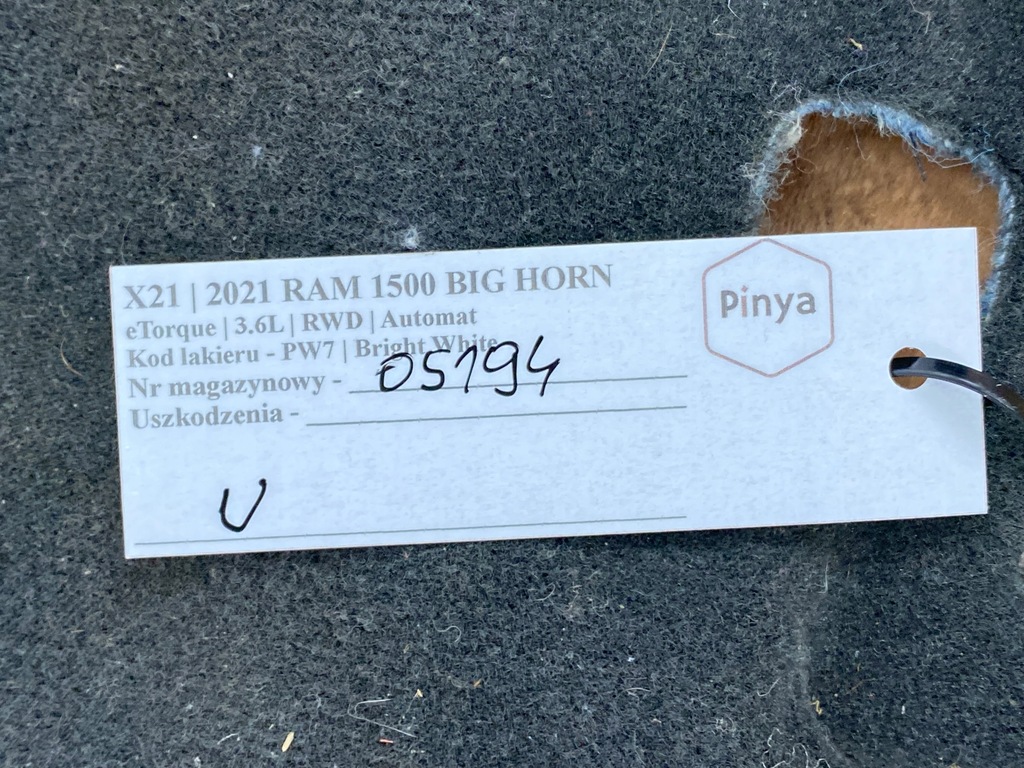 X21 | 2021 RAM 1500 BIG HORN
eTorque | 3.6L | RWD | Automat
Kod lakieru - PW7 | Bright White
Nr magazynowy - 05194
Uszkodzenia -
U
Pinya